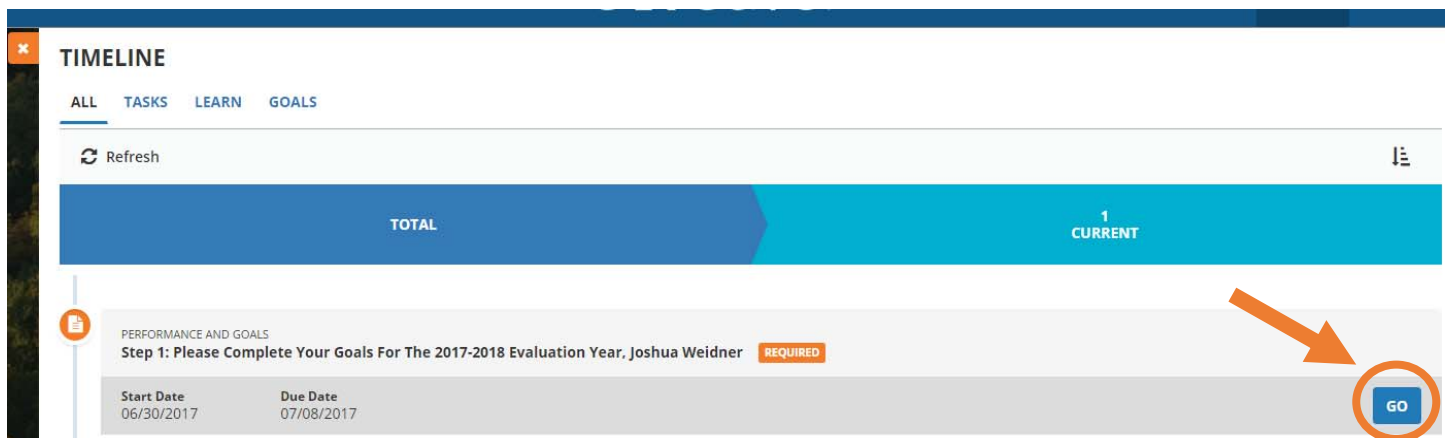 TIMELINE
ALL TASKS LEARN GOALS
Refresh
TOTAL
1
CURRENT
PERFORMANCE AND GOALS
Step 1: Please Complete Your Goals For The 2017-2018 Evaluation Year, Joshua Weidner REQUIRED
Start Date Due Date
06/30/2017 07/08/2017
GO